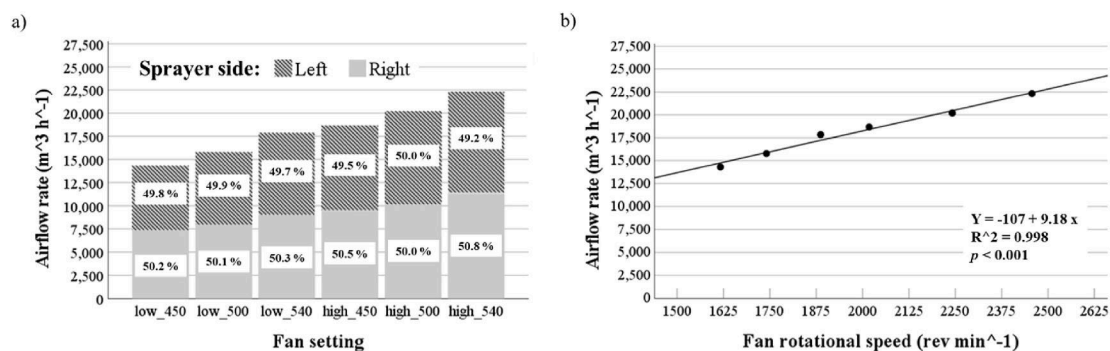 a)
27,500
25,000
22,500
20,000
17,500
15,000
12,500
10,000
7,500
5,000
2,500
0
Airflow rate (m^3 h^-1)
Sprayer side: Left Right
49.8 % 49.9 % 49.7 % 49.5 % 50.0 % 49.2 %
50.2 % 50.1 % 50.3 % 50.5 % 50.0 % 50.8 %
low_450 low_500 low_540 high_450 high_500 high_540
Fan setting
b)
27,500
25,000
22,500
20,000
17,500
15,000
12,500
10,000
7,500
5,000
2,500
0
Airflow rate (m^3 h^-1)
Y = -107 + 9.18 x
R^2 = 0.998
p < 0.001
1500 1625 1750 1875 2000 2125 2250 2375 2500 2625
Fan rotational speed (rev min^-1)